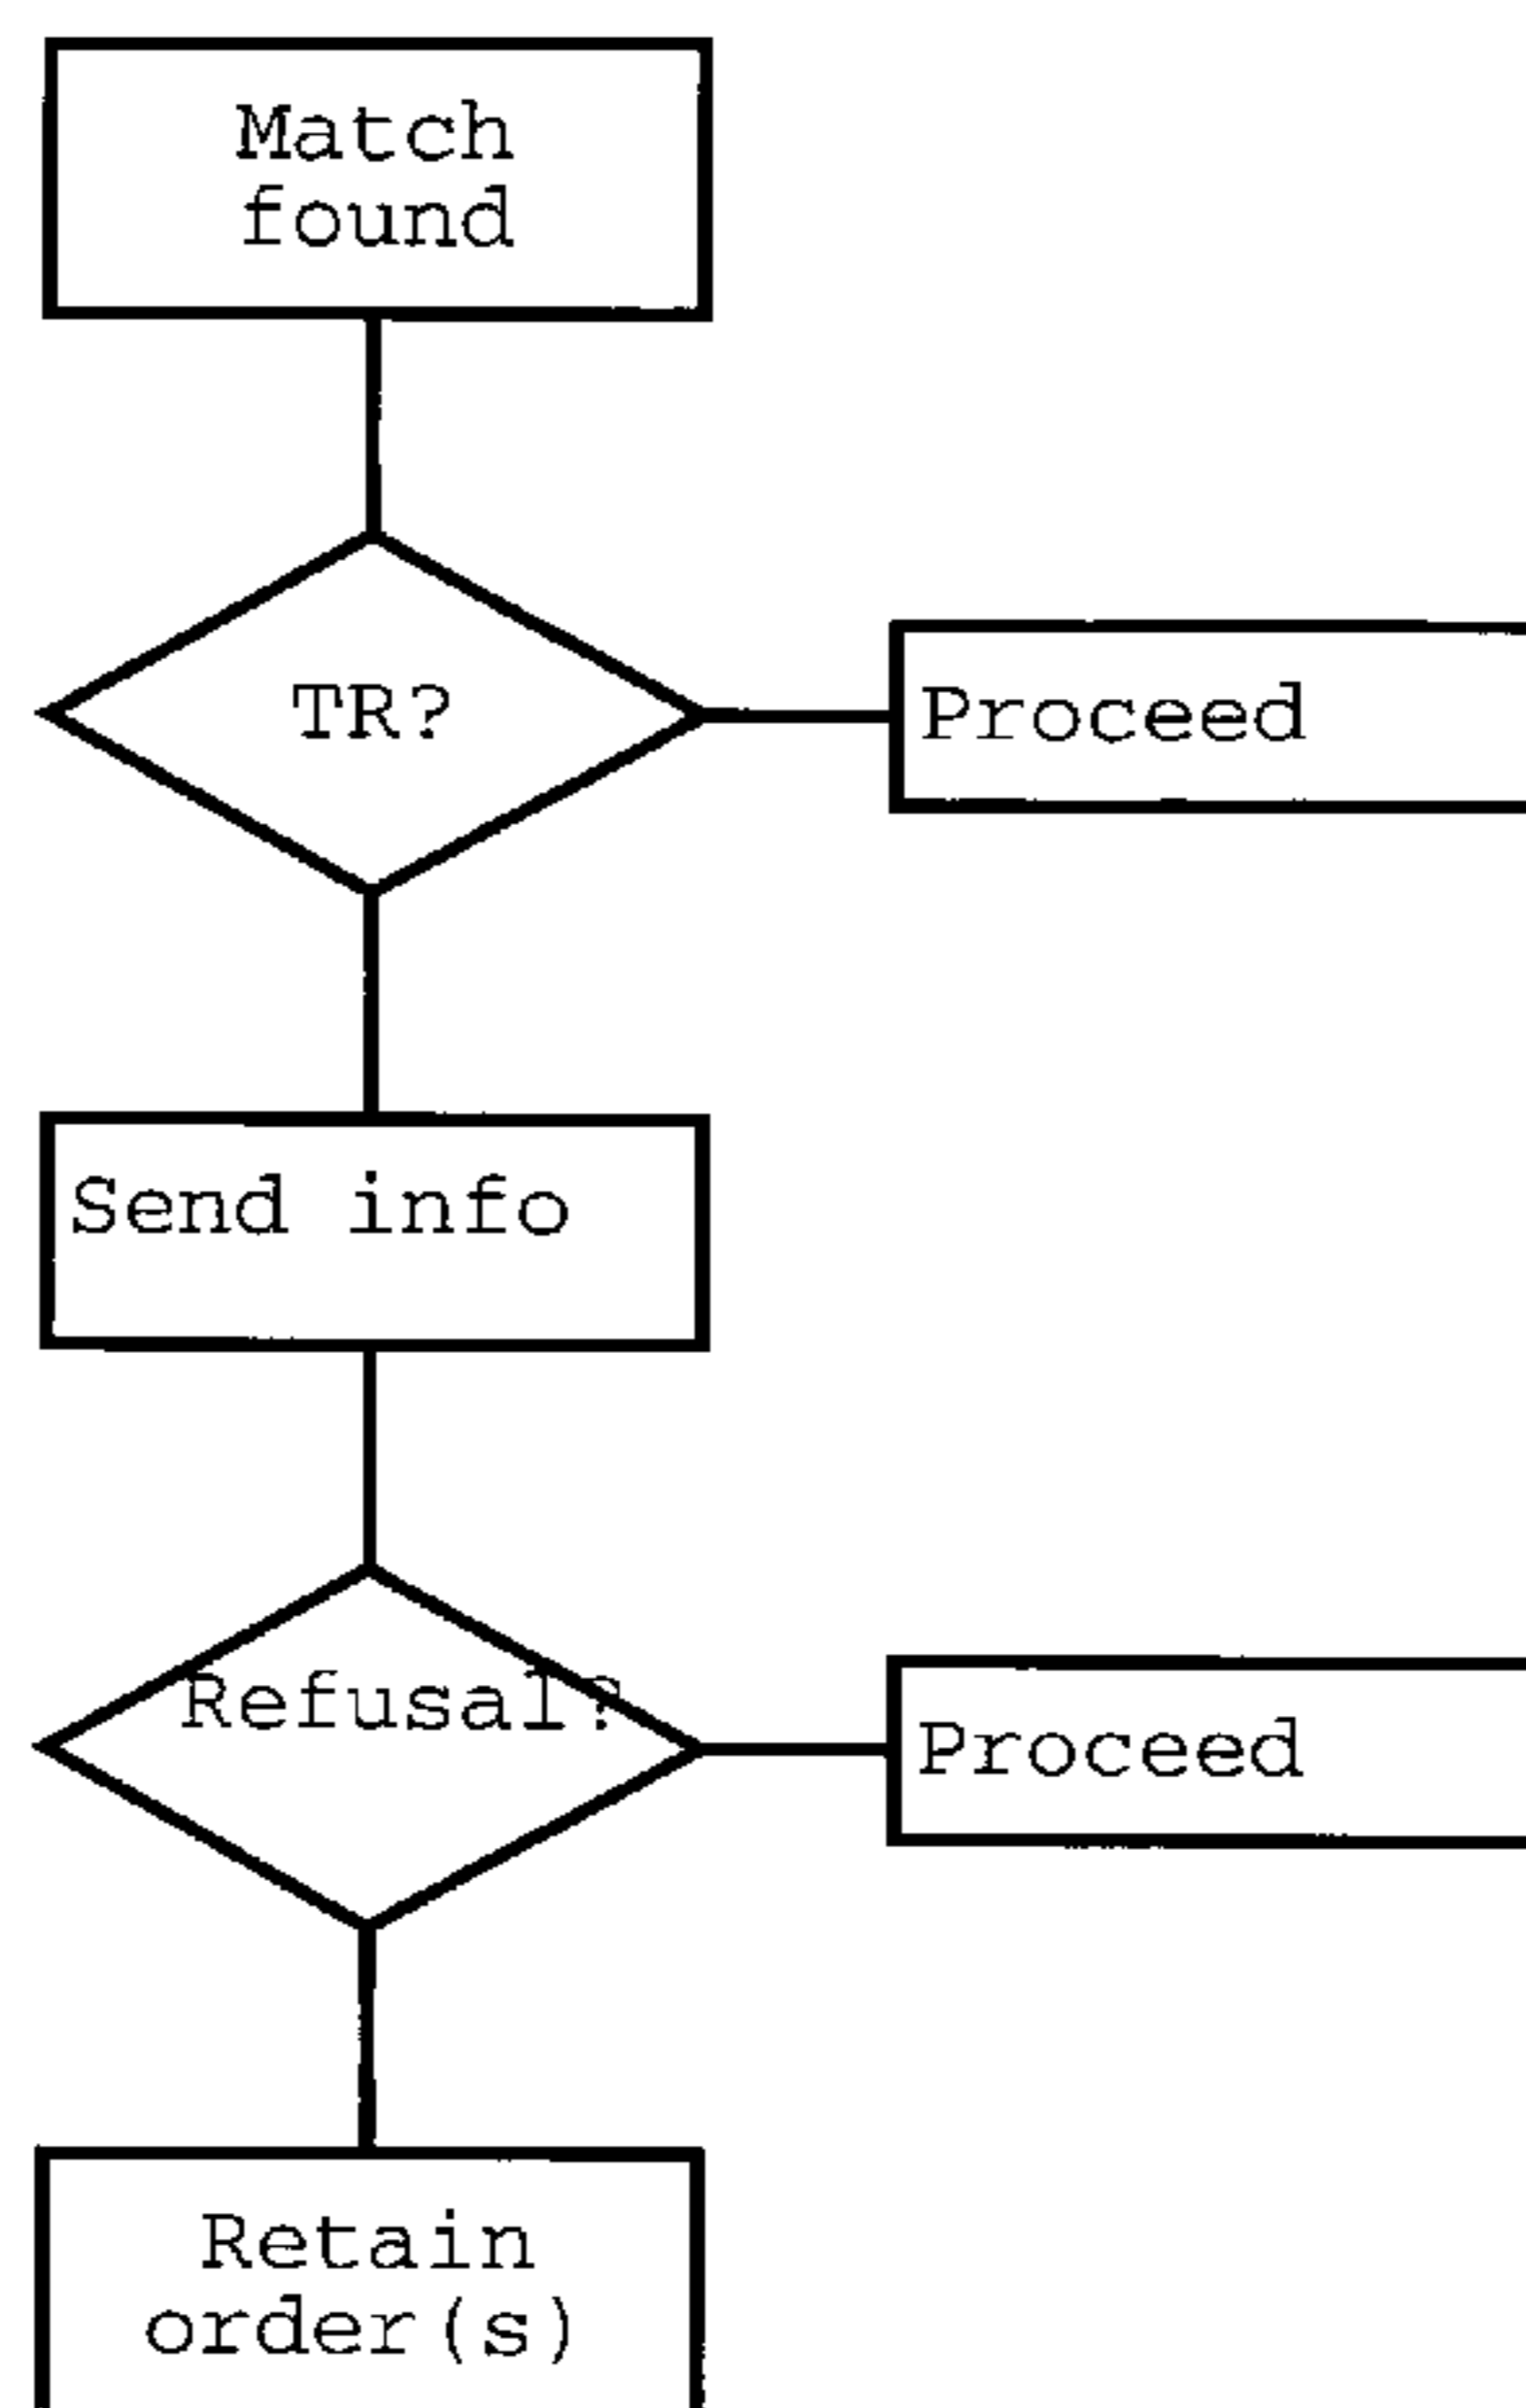 Match
found
TR?
Proceed
Send info
Refusal?
Proceed
Retain
order(s)